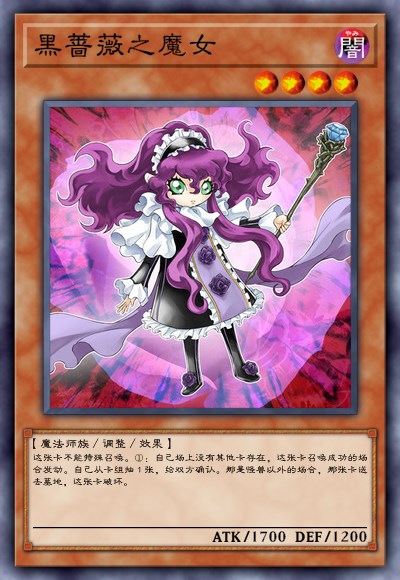 黑蔷薇之魔女
やみ
闇
【魔法师族／调整／效果】
这张卡不能特殊召唤。①：自己场上没有其他卡存在，这张卡召唤成功的场
合发动。自己从卡组抽1张，给双方确认。那是怪兽以外的场合，那张卡送
去墓地，这张卡破坏。
ATK/1700 DEF/1200